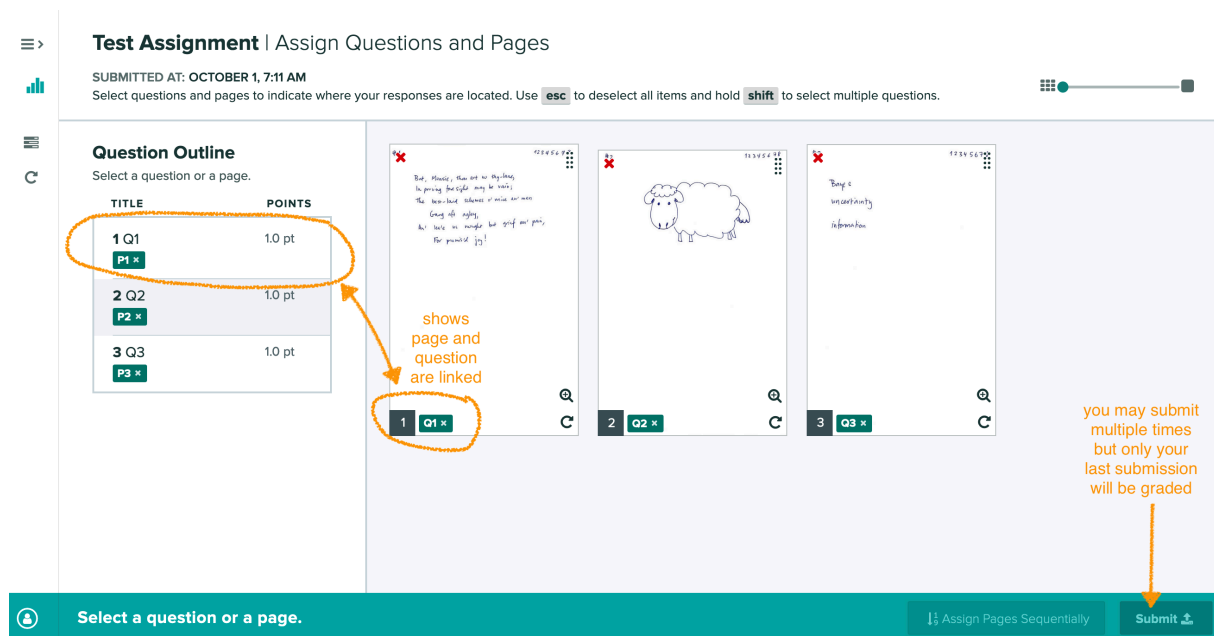 Test Assignment | Assign Questions and Pages
SUBMITTED AT: OCTOBER 1, 7:11 AM
Select questions and pages to indicate where your responses are located. Use esc to deselect all items and hold shift to select multiple questions.
Question Outline
Select a question or a page.
TITLE POINTS
1 Q1 1.0 pt
P1 ×
2 Q2 1.0 pt
P2 ×
3 Q3 1.0 pt
P3 ×
12345678
But, Mousie, thou art no thy-lane,
In proving foresight may be vain;
The best-laid schemes o' mice an' men
Gang aft agley,
An' lea'e us nought but grief an' pain,
For promised joy!
shows
page and
question
are linked
1 Q1 ×
12345678
2 Q2 ×
12345678
Bayes
uncertainty
information
3 Q3 ×
you may submit
multiple times
but only your
last submission
will be graded
Select a question or a page.
Assign Pages Sequentially
Submit